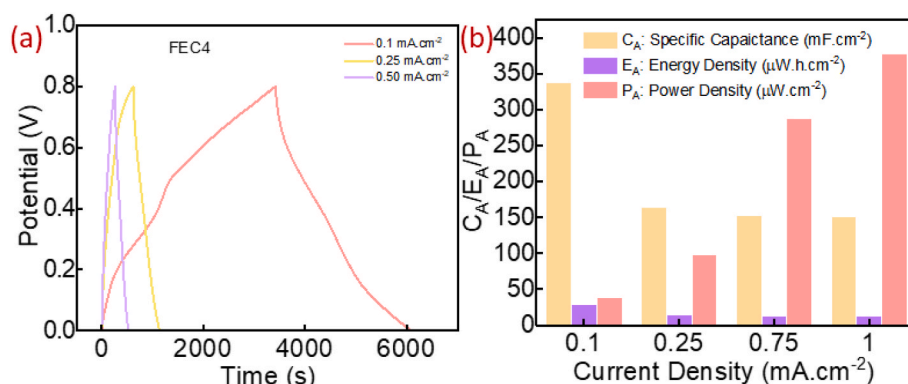 (a)
FEC4
0.1 mA.cm-2
0.25 mA.cm-2
0.50 mA.cm-2
1.0
0.8
0.6
0.4
0.2
0.0
Potential (V)
0
2000
4000
6000
Time (s)
(b)
CA: Specific Capaictance (mF.cm-2)
EA: Energy Density (μW.h.cm-2)
PA: Power Density (μW.cm-2)
400
350
300
250
200
150
100
50
0
CA/EA/PA
0.1
0.25
0.75
1
Current Density (mA.cm-2)